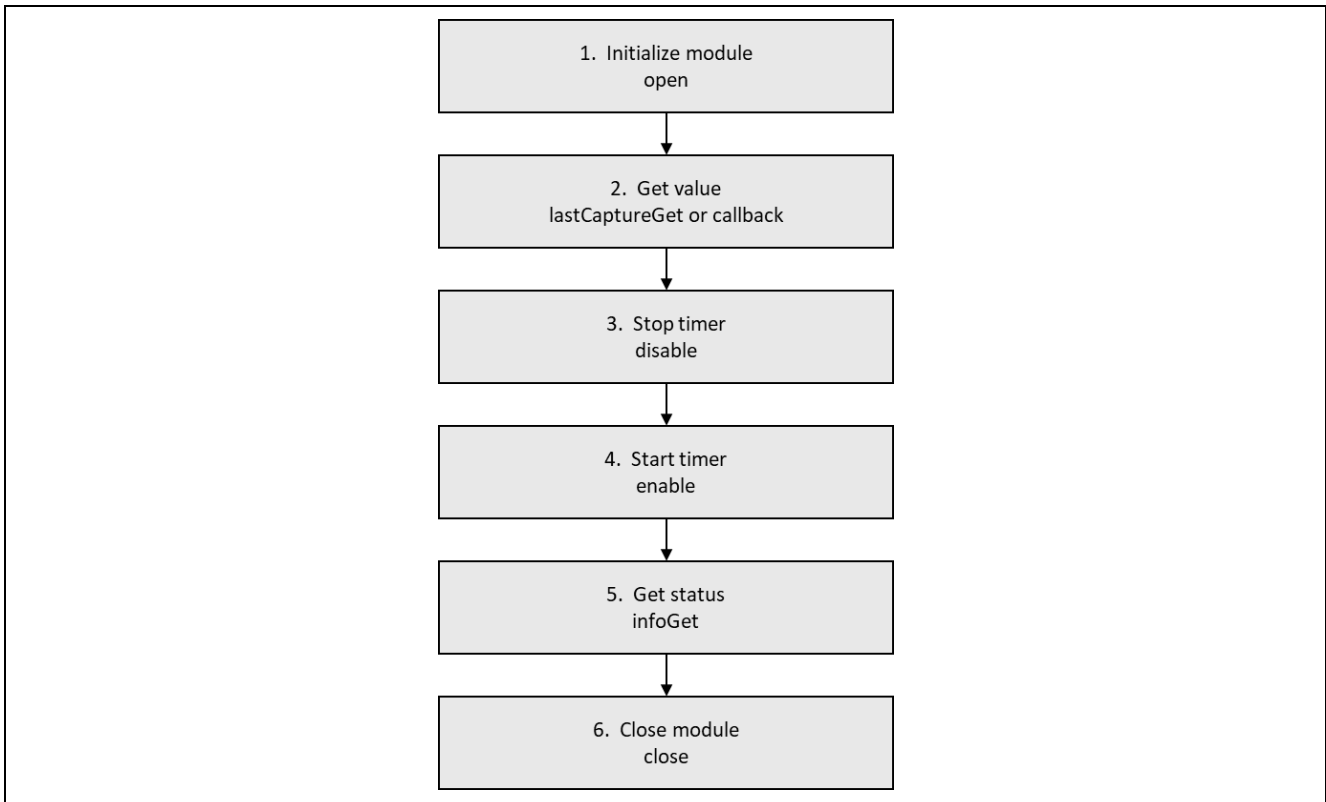 1. Initialize module
open
2. Get value
lastCaptureGet or callback
3. Stop timer
disable
4. Start timer
enable
5. Get status
infoGet
6. Close module
close